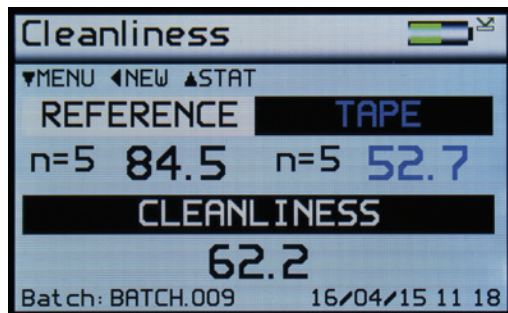 Cleanliness
▼MENU ◀NEW ▲STAT
REFERENCE TAPE
n=5 84.5 n=5 52.7
CLEANLINESS
62.2
Batch: BATCH.009 16/04/15 11 18